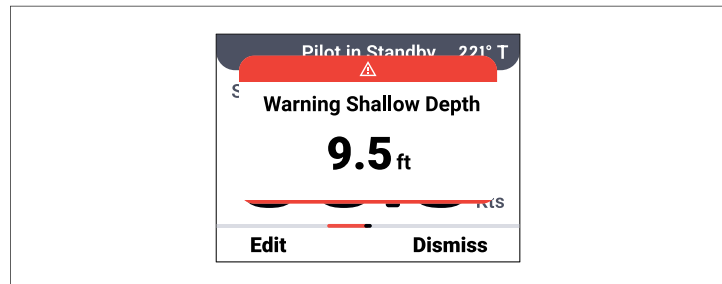 Pilot in Standby 221° T
S
Warning Shallow Depth
9.5 ft
Kts
Edit Dismiss